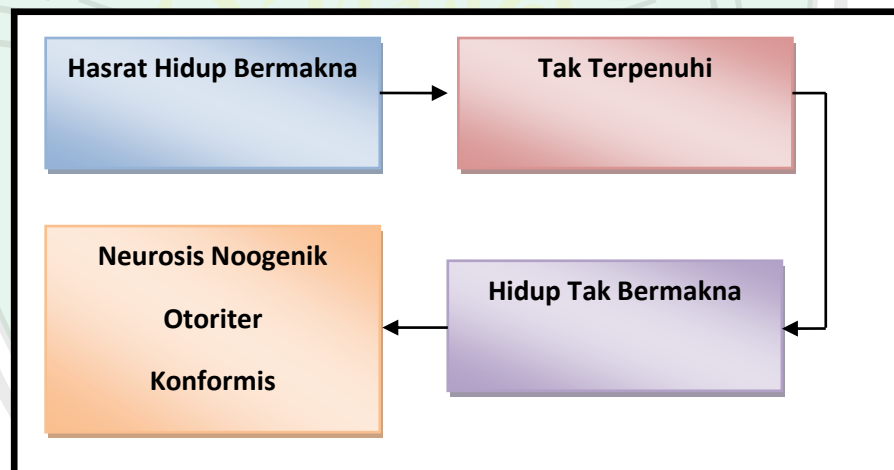 Hasrat Hidup Bermakna
Tak Terpenuhi
Hidup Tak Bermakna
Neurosis Noogenik
Otoriter
Konformis